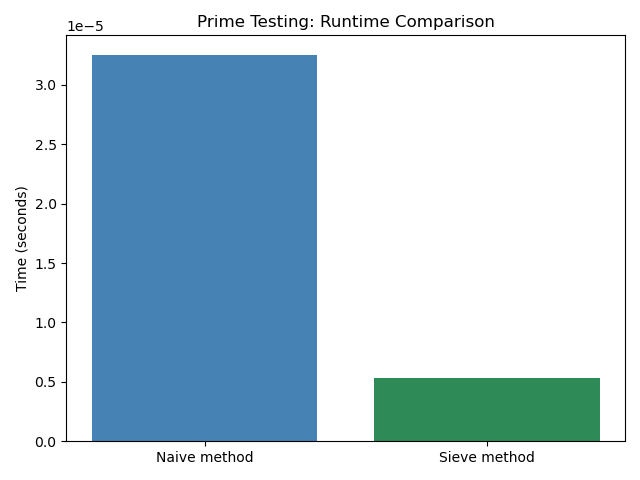 Prime Testing: Runtime Comparison
1e−5
3.0
2.5
2.0
1.5
1.0
0.5
0.0
Time (seconds)
Naive method
Sieve method